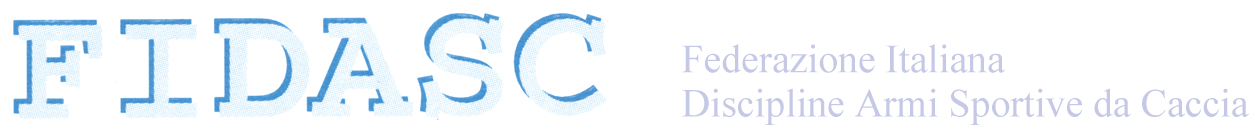 FIDASC
Federazione Italiana
Discipline Armi Sportive da Caccia